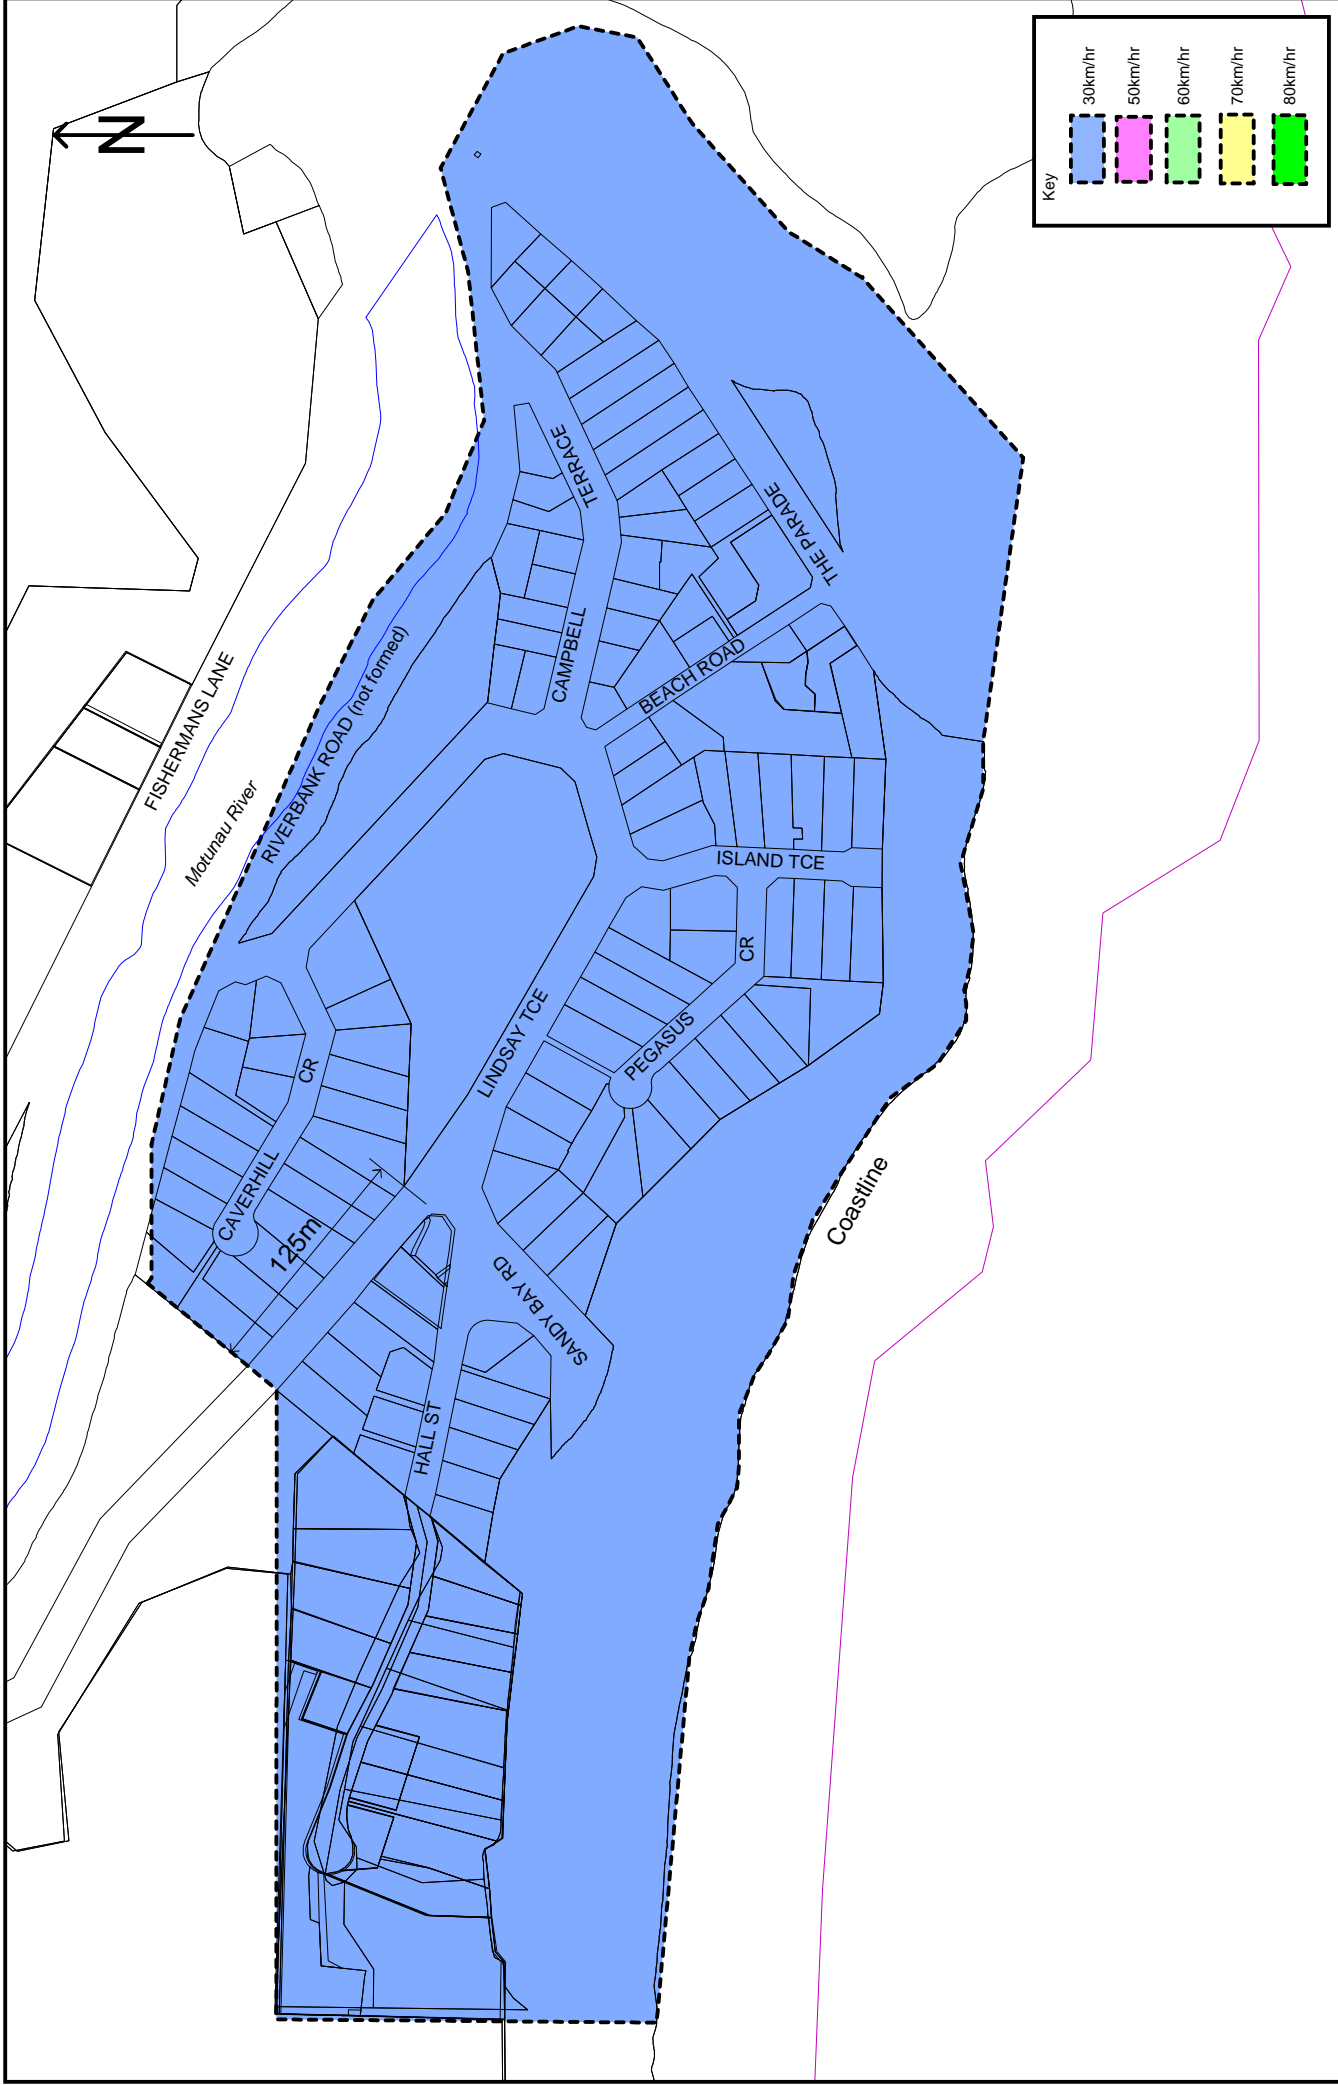 N
Key
30km/hr
50km/hr
60km/hr
70km/hr
80km/hr
FISHERMANS LANE
Motunau River
RIVERBANK ROAD (not formed)
CAMPBELL
TERRACE
THE PARADE
BEACH ROAD
ISLAND TCE
CR
PEGASUS
LINDSAY TCE
CR
CAVERHILL
125m
SANDY BAY RD
HALL ST
Coastline